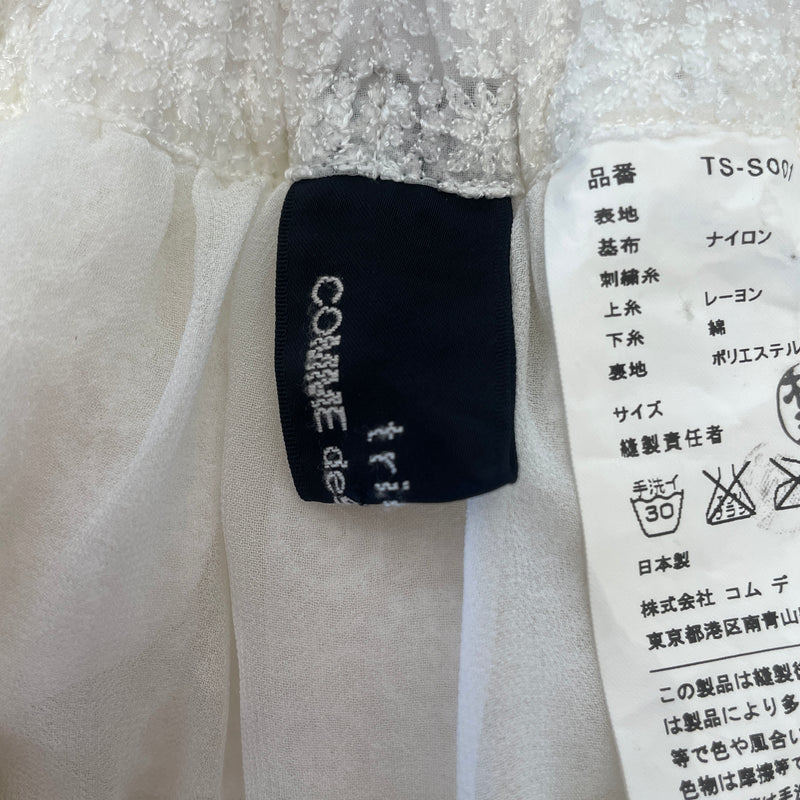 COMME des
tri
品番 TS-S001
表地
基布 ナイロン
刺繍糸
上糸 レーヨン
下糸 綿
裏地 ポリエステル
サイズ
縫製責任者
手洗イ
30
日本製
株式会社 コム デ
東京都港区南青山
この製品は縫製後
は製品により多
等で色や風合い
色物は摩擦等で